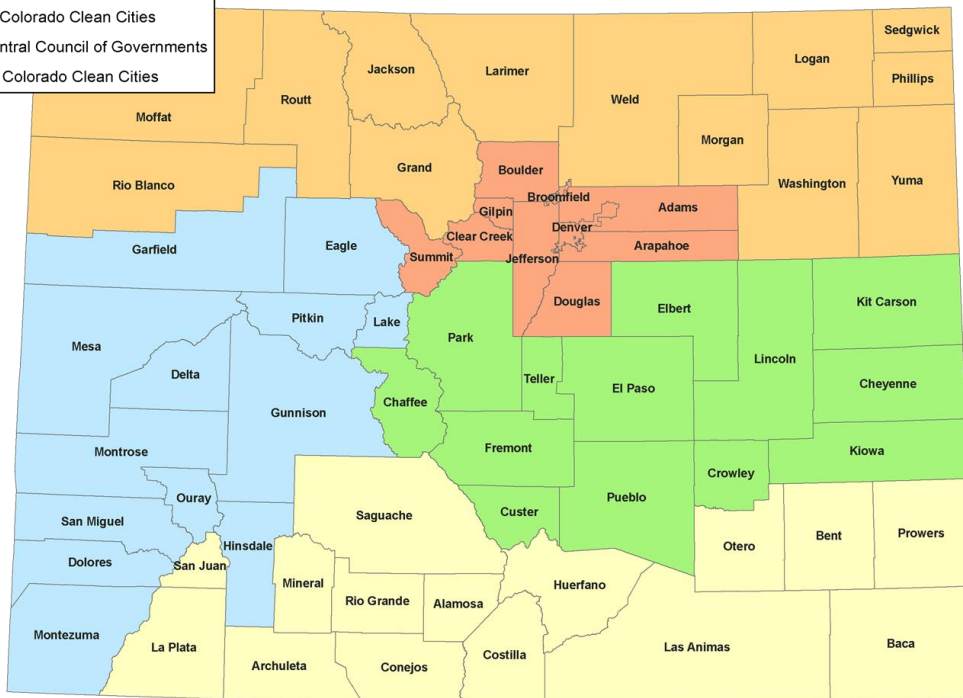 Colorado Clean Cities
ntral Council of Governments
Colorado Clean Cities
Sedgwick
Logan
Jackson
Larimer
Phillips
Routt
Weld
Moffat
Morgan
Grand
Boulder
Rio Blanco
Washington
Yuma
Broomfield
Gilpin
Adams
Denver
Clear Creek
Garfield
Eagle
Arapahoe
Summit
Jefferson
Douglas
Elbert
Kit Carson
Pitkin
Lake
Park
Mesa
Lincoln
Delta
Teller
El Paso
Cheyenne
Chaffee
Gunnison
Fremont
Montrose
Kiowa
Crowley
Ouray
Pueblo
Custer
Saguache
San Miguel
Hinsdale
Otero
Bent
Prowers
Dolores
San Juan
Mineral
Huerfano
Rio Grande
Alamosa
Montezuma
La Plata
Las Animas
Baca
Costilla
Archuleta
Conejos